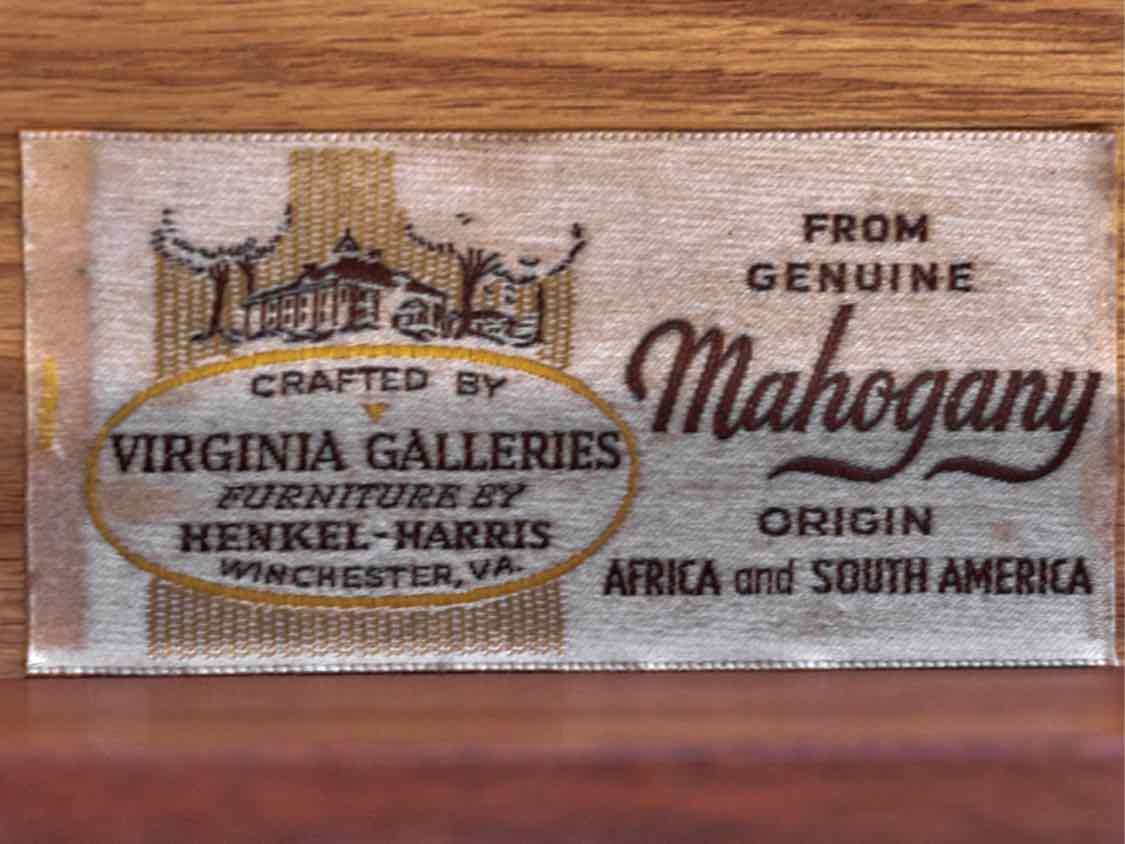 CRAFTED BY
VIRGINIA GALLERIES
FURNITURE BY
HENKEL-HARRIS
WINCHESTER, VA.
FROM
GENUINE
Mahogany
ORIGIN
AFRICA and SOUTH AMERICA